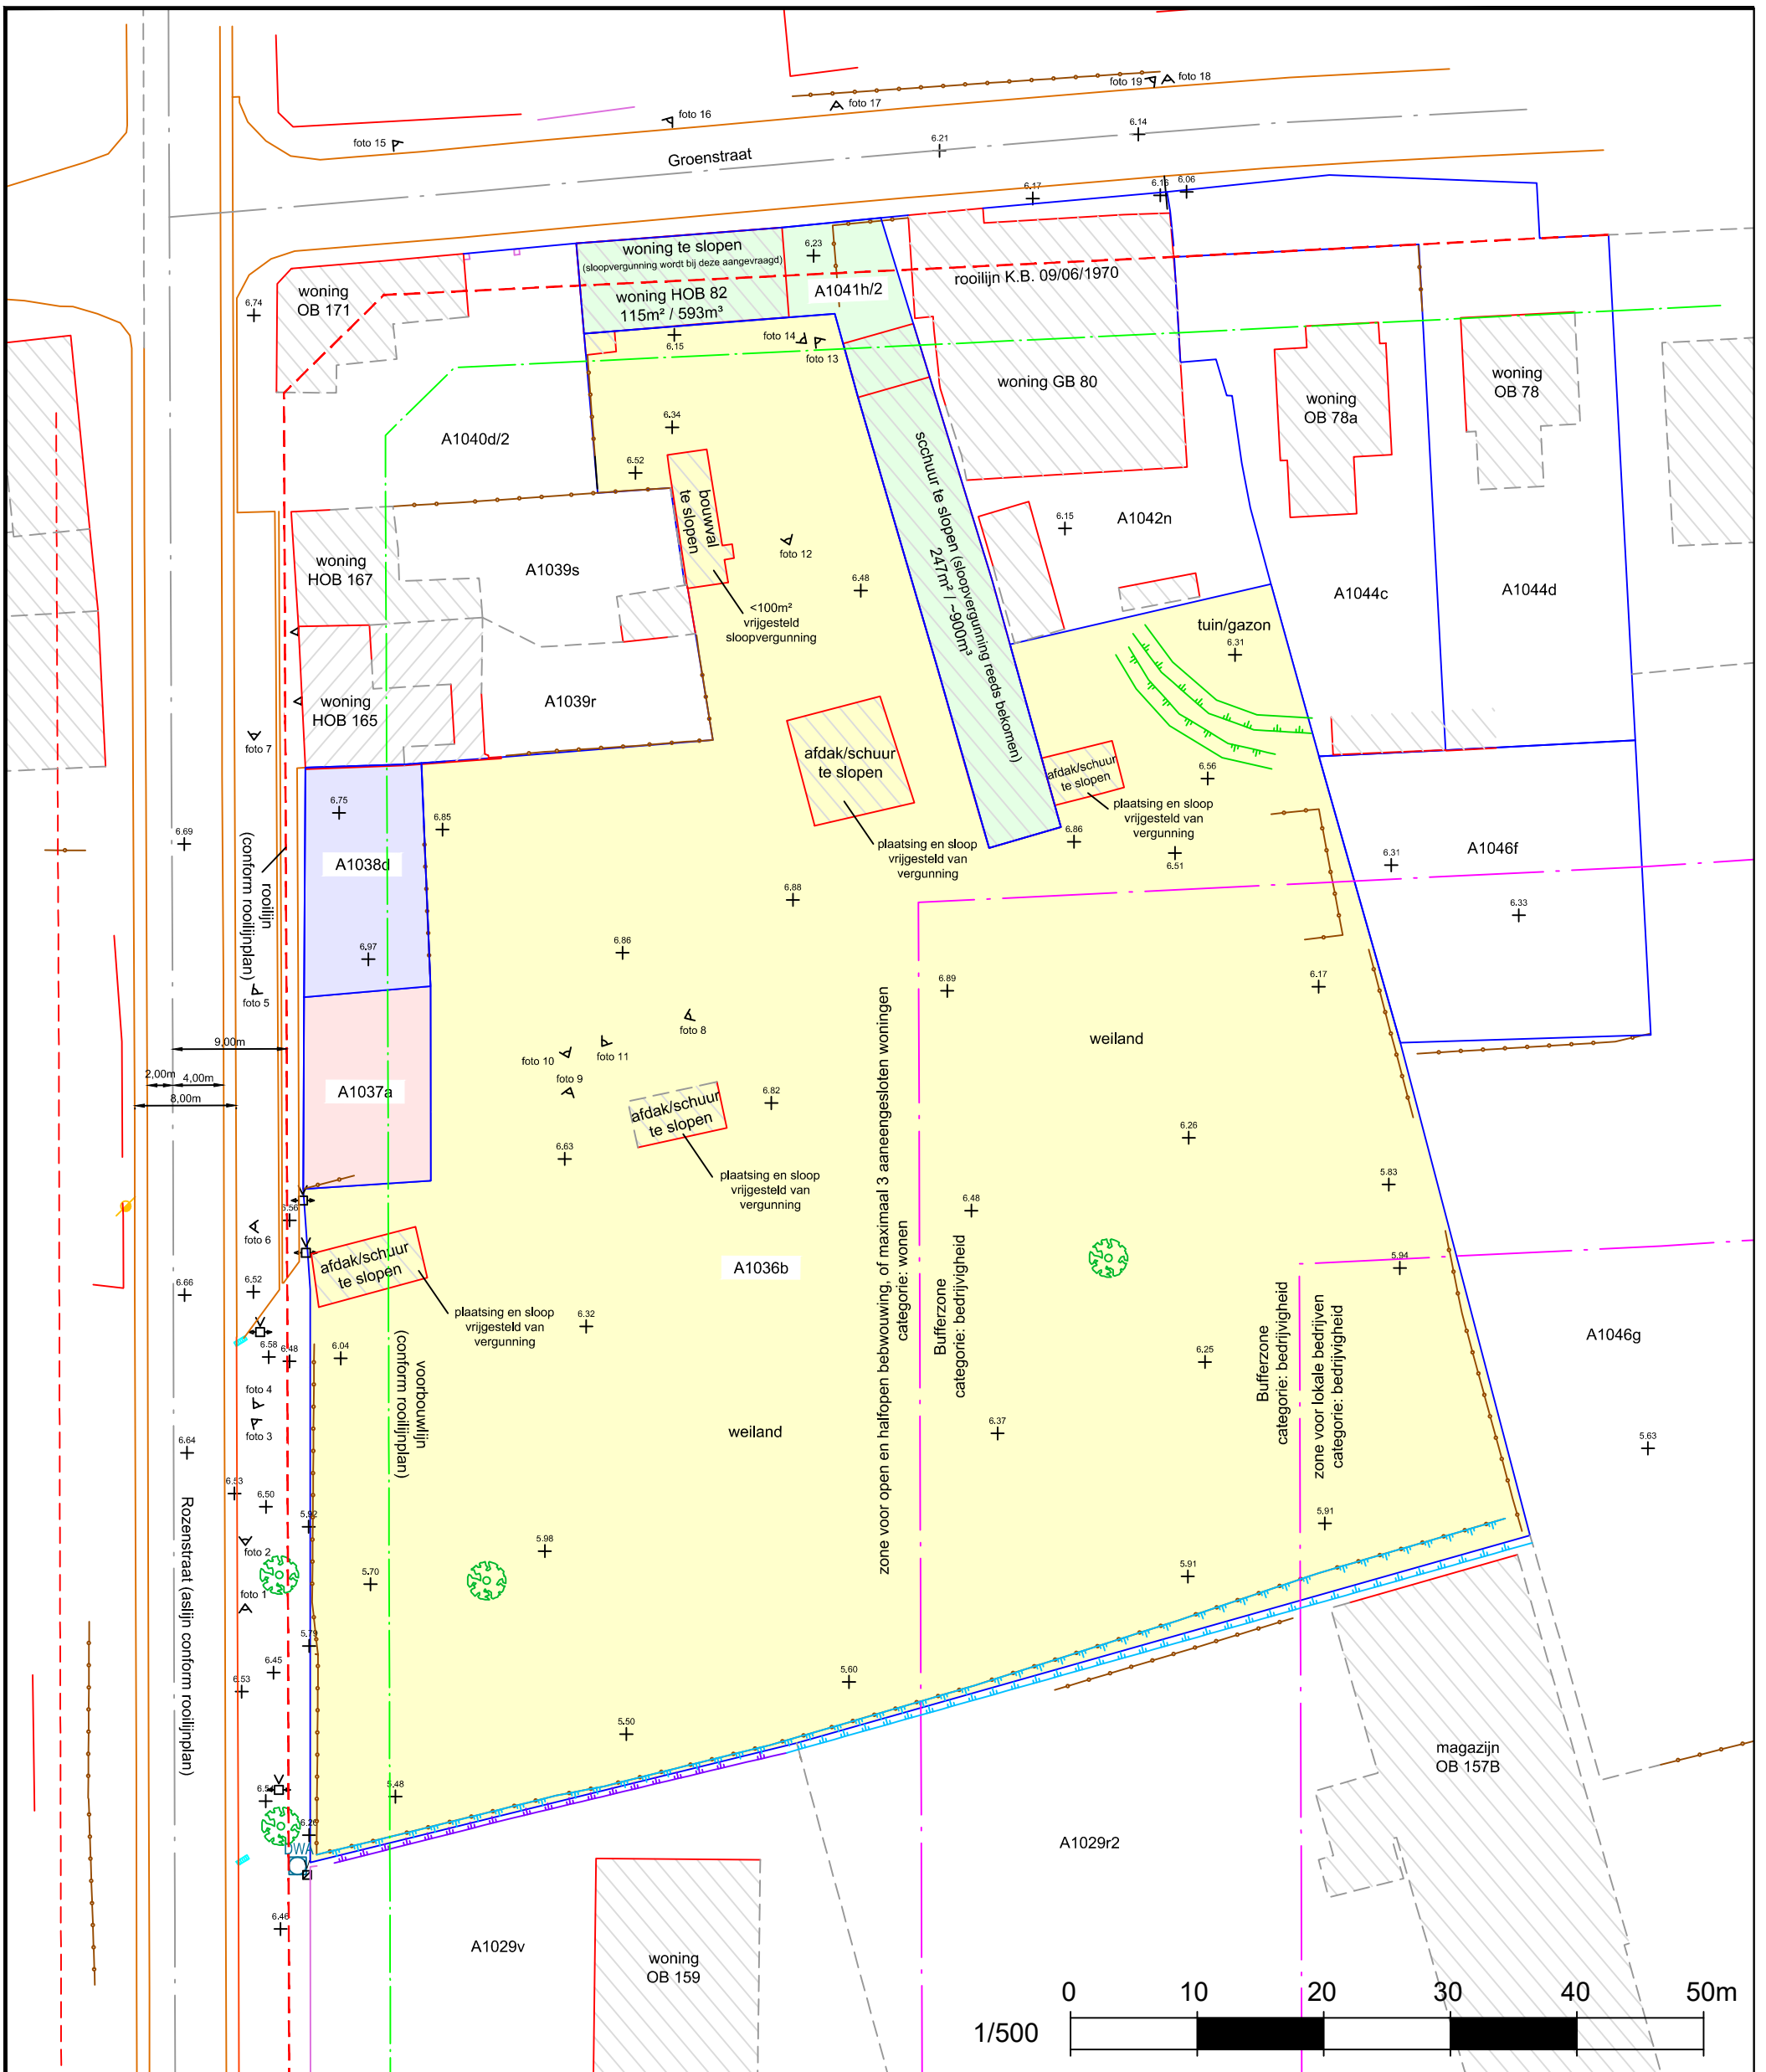 foto 19
foto 18
foto 17
foto 16
foto 15
6.14
6.21
Groenstraat
6.17
6.16
6.06
woning te slopen
(sloopvergunning wordt bij deze aangevraagd)
6.23
woning
OB 171
woning HOB 82
115m² / 593m³
A1041h/2
rooilijn K.B. 09/06/1970
6.74
6.15
foto 14
foto 13
woning GB 80
woning
OB 78a
woning
OB 78
A1040d/2
6.34
6.52
bouwval
te slopen
scchuur te slopen (sloopvergunning reeds bekomen)
247m² / ~900m³
6.15
A1042n
foto 12
6.48
woning
HOB 167
A1039s
<100m²
vrijgesteld
sloopvergunning
A1044c
A1044d
tuin/gazon
6.31
woning
HOB 165
A1039r
foto 7
afdak/schuur
te slopen
afdak/schuur
te slopen
6.56
plaatsing en sloop
vrijgesteld van
vergunning
6.75
6.85
6.69
A1038d
rooilijn
(conform rooilijnplan)
plaatsing en sloop
vrijgesteld van
vergunning
6.86
6.51
6.31
A1046f
6.88
6.33
6.97
6.86
foto 5
6.89
6.17
9,00m
foto 8
foto 10
foto 11
foto 9
weiland
2,00m
4,00m
8,00m
A1037a
afdak/schuur
te slopen
6.82
6.63
6.26
plaatsing en sloop
vrijgesteld van
vergunning
5.83
zone voor open en halfopen bebwouwing, of maximaal 3 aaneengesloten woningen
categorie: wonen
Bufferzone
categorie: bedrijvigheid
6.48
foto 6
afdak/schuur
te slopen
A1036b
5.94
6.66
6.52
plaatsing en sloop
vrijgesteld van
vergunning
6.32
Bufferzone
categorie: bedrijvigheid
zone voor lokale bedrijven
categorie: bedrijvigheid
A1046g
6.58
6.48
6.04
voorbouwlijn
(conform rooilijnplan)
6.25
foto 4
foto 3
weiland
6.37
6.64
5.63
6.53
6.50
5.92
5.91
Rozenstraat (aslijn conform rooilijnplan)
foto 2
5.98
5.70
5.91
foto 1
5.79
6.45
6.53
5.60
5.50
magazijn
OB 157B
5.48
DWA
A1029r2
6.46
A1029v
woning
OB 159
0 10 20 30 40 50m
1/500